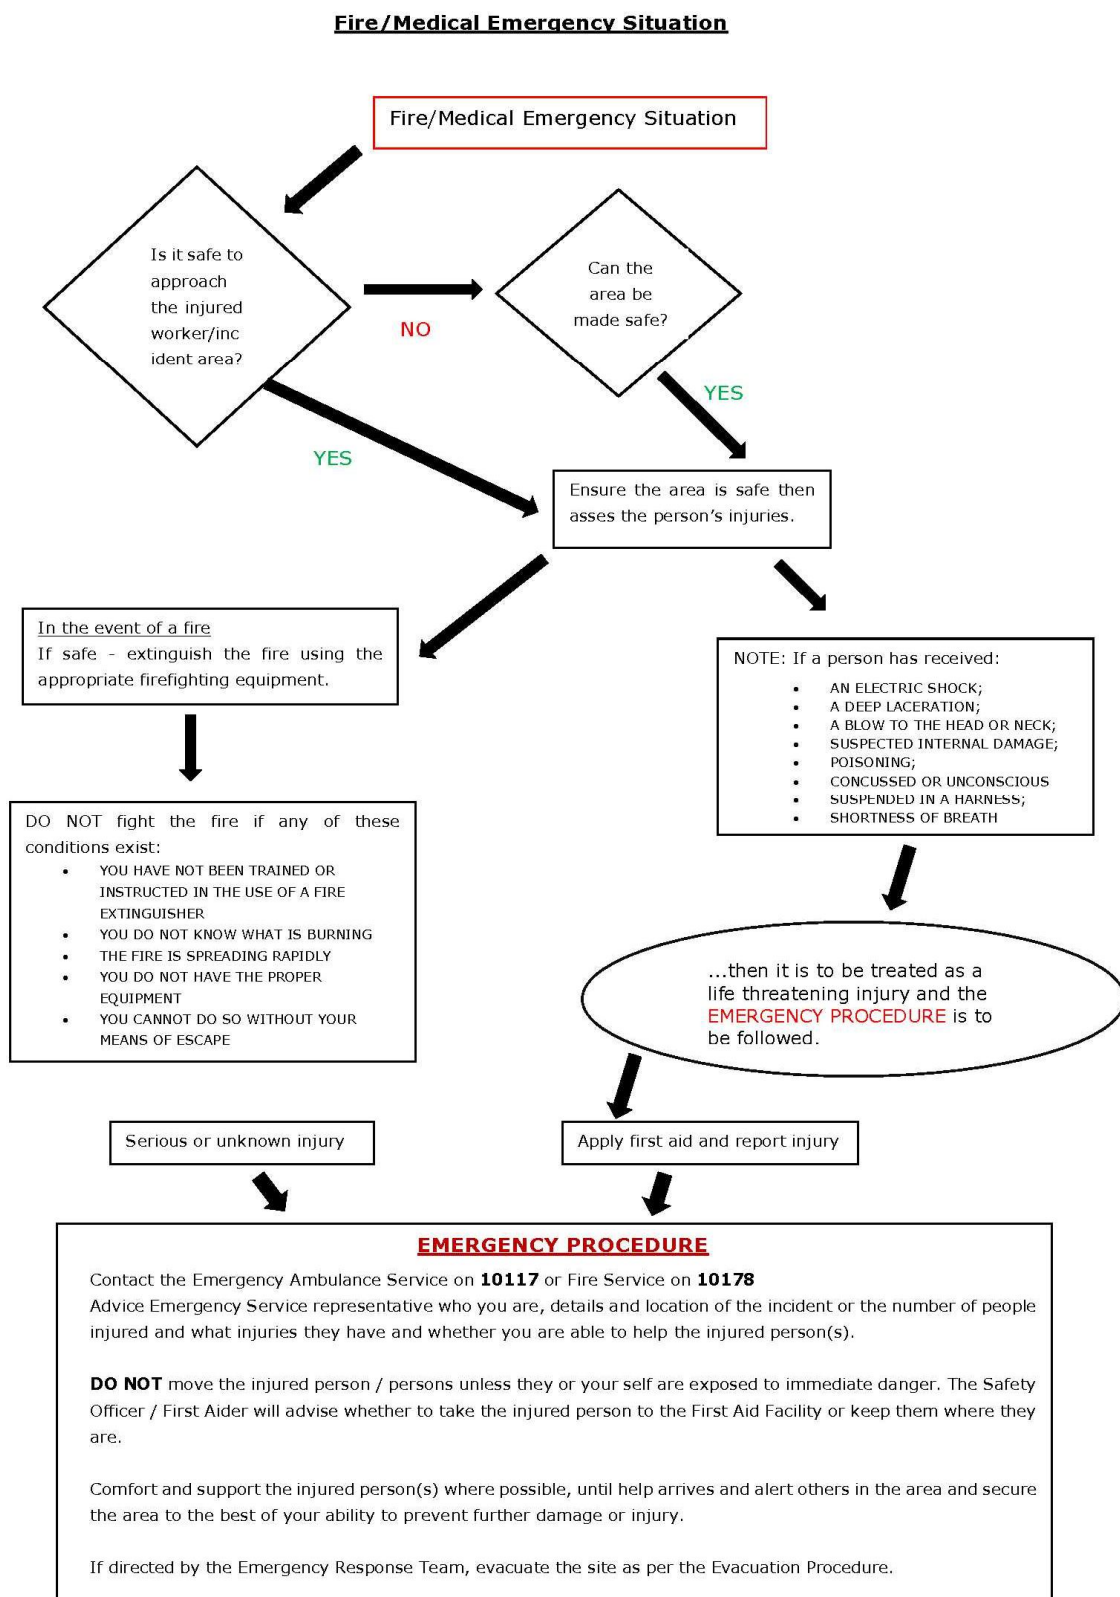 Fire/Medical Emergency Situation
Fire/Medical Emergency Situation
Is it safe to
approach
the injured
worker/inc
ident area?
NO
Can the
area be
made safe?
YES
YES
Ensure the area is safe then
asses the person's injuries.
In the event of a fire
If safe - extinguish the fire using the
appropriate firefighting equipment.
NOTE: If a person has received:
• AN ELECTRIC SHOCK;
• A DEEP LACERATION;
• A BLOW TO THE HEAD OR NECK;
• SUSPECTED INTERNAL DAMAGE;
• POISONING;
• CONCUSSED OR UNCONSCIOUS
• SUSPENDED IN A HARNESS;
• SHORTNESS OF BREATH
DO NOT fight the fire if any of these
conditions exist:
• YOU HAVE NOT BEEN TRAINED OR
INSTRUCTED IN THE USE OF A FIRE
EXTINGUISHER
• YOU DO NOT KNOW WHAT IS BURNING
• THE FIRE IS SPREADING RAPIDLY
• YOU DO NOT HAVE THE PROPER
EQUIPMENT
• YOU CANNOT DO SO WITHOUT YOUR
MEANS OF ESCAPE
...then it is to be treated as a
life threatening injury and the
EMERGENCY PROCEDURE is to
be followed.
Serious or unknown injury
Apply first aid and report injury
EMERGENCY PROCEDURE
Contact the Emergency Ambulance Service on 10117 or Fire Service on 10178
Advice Emergency Service representative who you are, details and location of the incident or the number of people
injured and what injuries they have and whether you are able to help the injured person(s).
DO NOT move the injured person / persons unless they or your self are exposed to immediate danger. The Safety
Officer / First Aider will advise whether to take the injured person to the First Aid Facility or keep them where they
are.
Comfort and support the injured person(s) where possible, until help arrives and alert others in the area and secure
the area to the best of your ability to prevent further damage or injury.
If directed by the Emergency Response Team, evacuate the site as per the Evacuation Procedure.